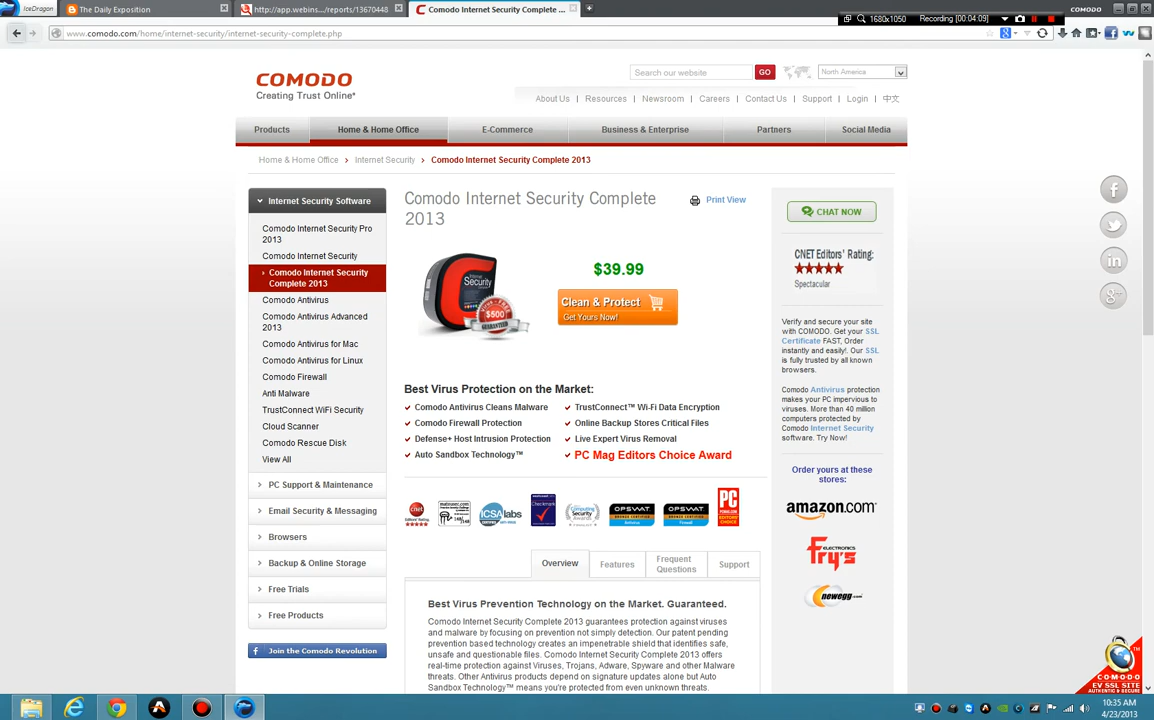 IceDragon
The Daily Exposition
http://app.webins.../reports/13670448
Comodo Internet Security Complete ...
1680x1050
Recording [00:04:09]
COMODO
www.comodo.com/home/internet-security/internet-security-complete.php
COMODO
Creating Trust Online®
Search our website
GO
North America
About Us | Resources | Newsroom | Careers | Contact Us | Support | Login | 中文
Products
Home & Home Office
E-Commerce
Business & Enterprise
Partners
Social Media
Home & Home Office › Internet Security › Comodo Internet Security Complete 2013
Internet Security Software
Comodo Internet Security Pro
2013
Comodo Internet Security
Comodo Internet Security
Complete 2013
Comodo Antivirus
Comodo Antivirus Advanced
2013
Comodo Antivirus for Mac
Comodo Antivirus for Linux
Comodo Firewall
Anti Malware
TrustConnect WiFi Security
Cloud Scanner
Comodo Rescue Disk
View All
PC Support & Maintenance
Email Security & Messaging
Browsers
Backup & Online Storage
Free Trials
Free Products
Join the Comodo Revolution
Comodo Internet Security Complete
2013
Print View
Internet
Security
$500
GUARANTEED
$39.99
Clean & Protect
Get Yours Now!
Best Virus Protection on the Market:
Comodo Antivirus Cleans Malware
Comodo Firewall Protection
Defense+ Host Intrusion Protection
Auto Sandbox Technology™
TrustConnect™ Wi-Fi Data Encryption
Online Backup Stores Critical Files
Live Expert Virus Removal
PC Mag Editors Choice Award
cnet
ICSAlabs
Checkmark
OPSWAT
Antivirus
OPSWAT
Firewall
PC
Overview
Features
Frequent
Questions
Support
Best Virus Prevention Technology on the Market. Guaranteed.
Comodo Internet Security Complete 2013 guarantees protection against viruses
and malware by focusing on prevention not simply detection. Our patent pending
prevention based technology creates an impenetrable shield that identifies safe,
unsafe and questionable files. Comodo Internet Security Complete 2013 offers
real-time protection against Viruses, Trojans, Adware, Spyware and other Malware
threats. Other Antivirus products depend on signature updates alone but Auto
Sandbox Technology™ means you're protected from even unknown threats.
CHAT NOW
CNET Editors' Rating:
Spectacular
Verify and secure your site
with COMODO. Get your SSL
Certificate FAST, Order
instantly and easily!. Our SSL
is fully trusted by all known
browsers.
Comodo Antivirus protection
makes your PC impervious to
viruses. More than 40 million
computers protected by
Comodo Internet Security
software. Try Now!
Order yours at these
stores:
amazon.com
fry's
ELECTRONICS
newegg.com
COMODO
EV SSL SITE
AUTHENTIC & SECURE
10:35 AM
4/23/2013